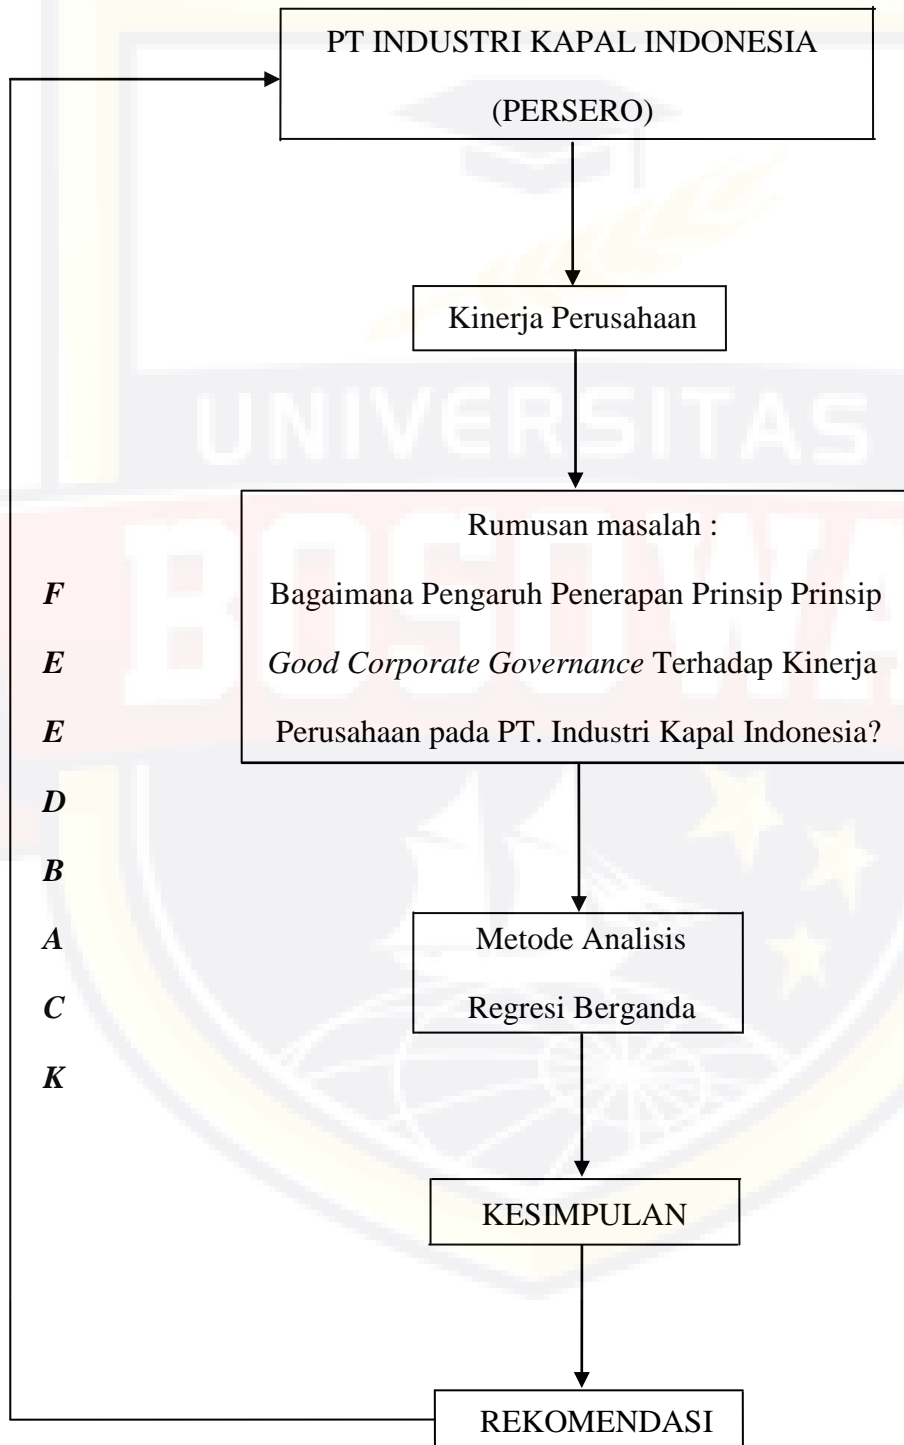 PT INDUSTRI KAPAL INDONESIA
(PERSERO)
Kinerja Perusahaan
UNIVERSITAS
BOSOWA
Rumusan masalah :
Bagaimana Pengaruh Penerapan Prinsip Prinsip
Good Corporate Governance Terhadap Kinerja
Perusahaan pada PT. Industri Kapal Indonesia?
F
E
E
D
B
A
C
K
Metode Analisis
Regresi Berganda
KESIMPULAN
REKOMENDASI